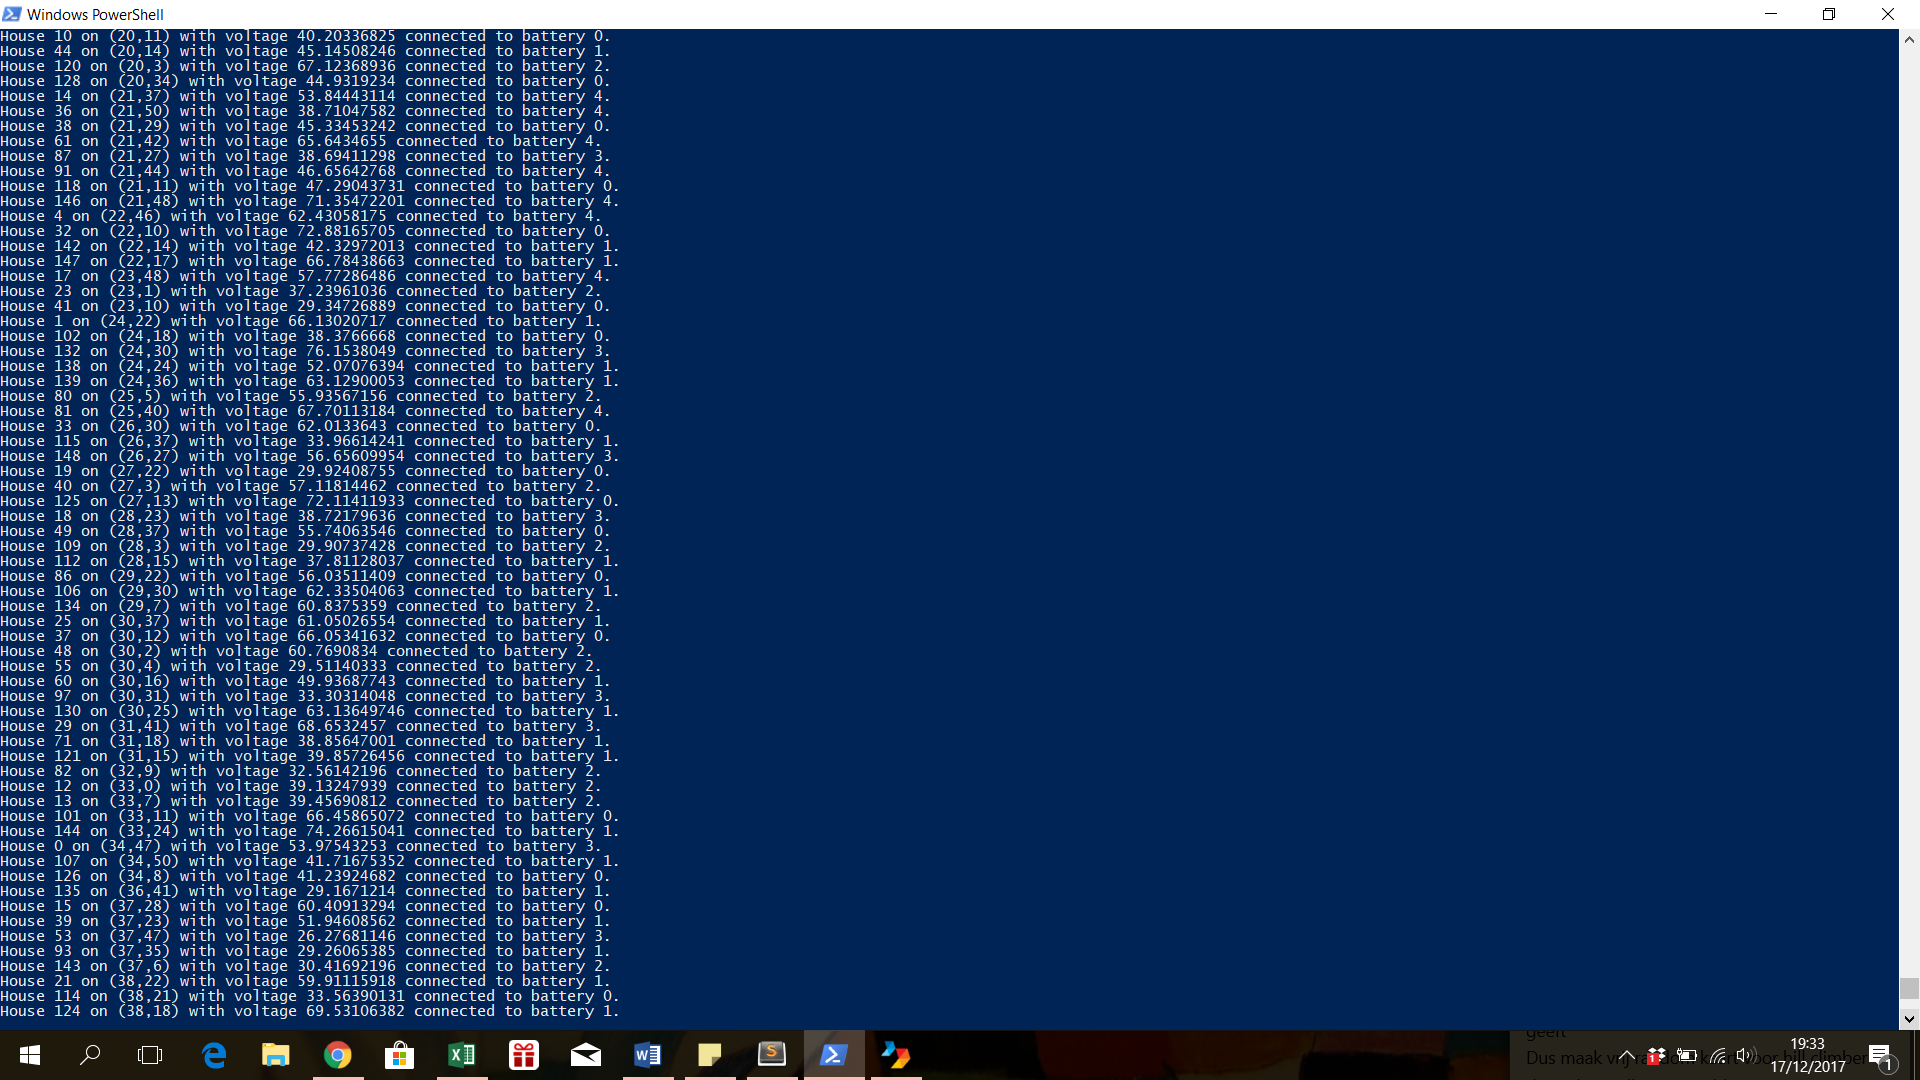 Windows PowerShell
House 10 on (20,11) with voltage 40.20336825 connected to battery 0.
House 44 on (20,14) with voltage 45.14508246 connected to battery 1.
House 120 on (20,3) with voltage 67.12368936 connected to battery 2.
House 128 on (20,34) with voltage 44.9319234 connected to battery 0.
House 14 on (21,37) with voltage 53.84443114 connected to battery 4.
House 36 on (21,50) with voltage 38.71047582 connected to battery 4.
House 38 on (21,29) with voltage 45.33453242 connected to battery 0.
House 61 on (21,42) with voltage 65.6434655 connected to battery 4.
House 87 on (21,27) with voltage 38.69411298 connected to battery 3.
House 91 on (21,44) with voltage 46.65642768 connected to battery 4.
House 118 on (21,11) with voltage 47.29043731 connected to battery 0.
House 146 on (21,48) with voltage 71.35472201 connected to battery 4.
House 4 on (22,46) with voltage 62.43058175 connected to battery 4.
House 32 on (22,10) with voltage 72.88165705 connected to battery 0.
House 142 on (22,14) with voltage 42.32972013 connected to battery 1.
House 147 on (22,17) with voltage 66.78438663 connected to battery 1.
House 17 on (23,48) with voltage 57.77286486 connected to battery 4.
House 23 on (23,1) with voltage 37.23961036 connected to battery 2.
House 41 on (23,10) with voltage 29.34726889 connected to battery 0.
House 1 on (24,22) with voltage 66.13020717 connected to battery 1.
House 102 on (24,18) with voltage 38.3766668 connected to battery 0.
House 132 on (24,30) with voltage 76.1538049 connected to battery 3.
House 138 on (24,24) with voltage 52.07076394 connected to battery 1.
House 139 on (24,36) with voltage 63.12900053 connected to battery 1.
House 80 on (25,5) with voltage 55.93567156 connected to battery 2.
House 81 on (25,40) with voltage 67.70113184 connected to battery 4.
House 33 on (26,30) with voltage 62.0133643 connected to battery 0.
House 115 on (26,37) with voltage 33.96614241 connected to battery 1.
House 148 on (26,27) with voltage 56.65609954 connected to battery 3.
House 19 on (27,22) with voltage 29.92408755 connected to battery 0.
House 40 on (27,3) with voltage 57.11814462 connected to battery 2.
House 125 on (27,13) with voltage 72.11411933 connected to battery 0.
House 18 on (28,23) with voltage 38.72179636 connected to battery 3.
House 49 on (28,37) with voltage 55.74063546 connected to battery 0.
House 109 on (28,3) with voltage 29.90737428 connected to battery 2.
House 112 on (28,15) with voltage 37.81128037 connected to battery 1.
House 86 on (29,22) with voltage 56.03511409 connected to battery 0.
House 106 on (29,30) with voltage 62.33504063 connected to battery 1.
House 134 on (29,7) with voltage 60.8375359 connected to battery 2.
House 25 on (30,37) with voltage 61.05026554 connected to battery 1.
House 37 on (30,12) with voltage 66.05341632 connected to battery 0.
House 48 on (30,2) with voltage 60.7690834 connected to battery 2.
House 55 on (30,4) with voltage 29.51140333 connected to battery 2.
House 60 on (30,16) with voltage 49.93687743 connected to battery 1.
House 97 on (30,31) with voltage 33.30314048 connected to battery 3.
House 130 on (30,25) with voltage 63.13649746 connected to battery 1.
House 29 on (31,41) with voltage 68.6532457 connected to battery 3.
House 71 on (31,18) with voltage 38.85647001 connected to battery 1.
House 121 on (31,15) with voltage 39.85726456 connected to battery 1.
House 82 on (32,9) with voltage 32.56142196 connected to battery 2.
House 12 on (33,0) with voltage 39.13247939 connected to battery 2.
House 13 on (33,7) with voltage 39.45690812 connected to battery 2.
House 101 on (33,11) with voltage 66.45865072 connected to battery 0.
House 144 on (33,24) with voltage 74.26615041 connected to battery 1.
House 0 on (34,47) with voltage 53.97543253 connected to battery 3.
House 107 on (34,50) with voltage 41.71675352 connected to battery 1.
House 126 on (34,8) with voltage 41.23924682 connected to battery 0.
House 135 on (36,41) with voltage 29.1671214 connected to battery 1.
House 15 on (37,28) with voltage 60.40913294 connected to battery 0.
House 39 on (37,23) with voltage 51.94608562 connected to battery 1.
House 53 on (37,47) with voltage 26.27681146 connected to battery 3.
House 93 on (37,35) with voltage 29.26065385 connected to battery 1.
House 143 on (37,6) with voltage 30.41692196 connected to battery 2.
House 21 on (38,22) with voltage 59.91115918 connected to battery 1.
House 114 on (38,21) with voltage 33.56390131 connected to battery 0.
House 124 on (38,18) with voltage 69.53106382 connected to battery 1.
geeft
Dus maak vrij hill climber
19:33
17/12/2017
1